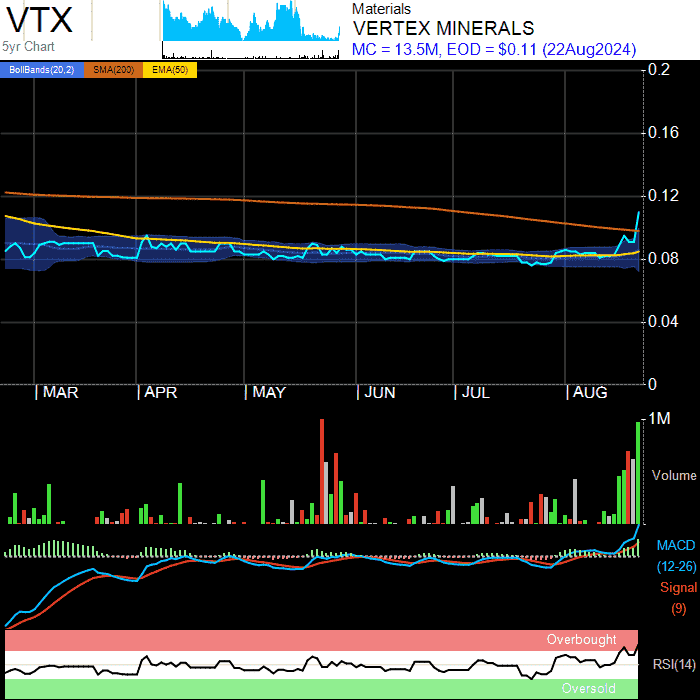 VTX
5yr Chart
Materials
VERTEX MINERALS
MC = 13.5M, EOD = $0.11 (22Aug2024)
BollBands(20,2) SMA(200) EMA(50)
0.2
0.16
0.12
0.08
0.04
0
MAR APR MAY JUN JUL AUG
1M
Volume
MACD
(12-26)
Signal
(9)
Overbought
RSI(14)
Oversold